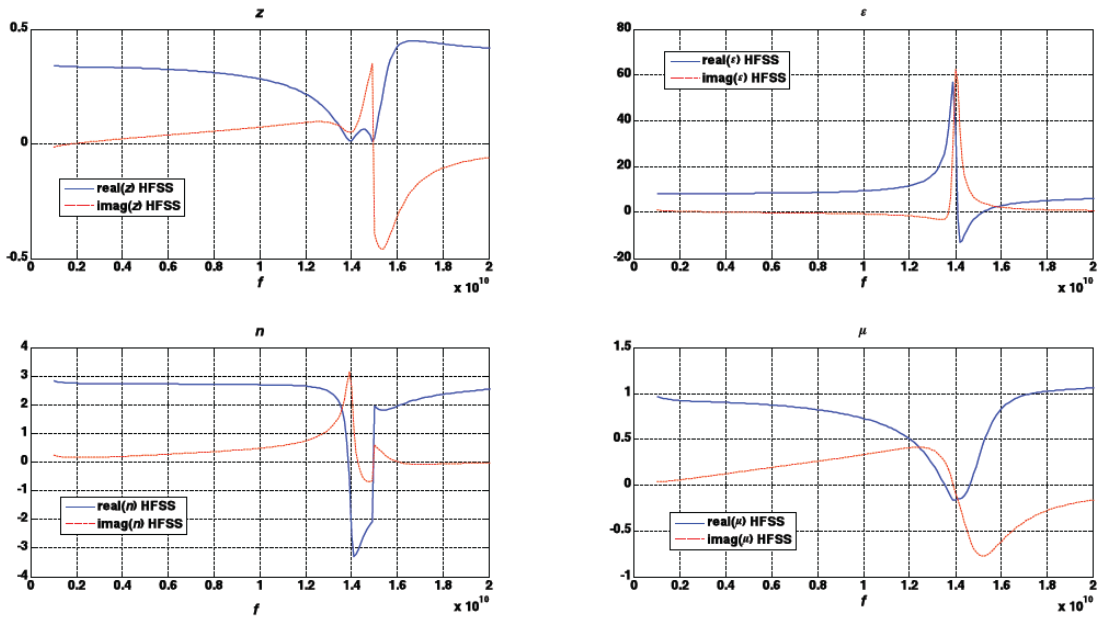 z
0.5
0
0.5
real(z) HFSS
imag(z) HFSS
0 0.2 0.4 0.6 0.8 1.0 1.2 1.4 1.6 1.8 2
f
x 10^10
ε
80
60
40
20
0
-20
real(ε) HFSS
imag(ε) HFSS
0 0.2 0.4 0.6 0.8 1.0 1.2 1.4 1.6 1.8 2.0
f
x 10^10
n
4
3
2
1
0
-1
-2
-3
-4
real(n) HFSS
imag(n) HFSS
0 0.2 0.4 0.6 0.8 1.0 1.2 1.4 1.6 1.8 2
f
x 10^10
μ
1.5
1
0.5
0
-0.5
-1
real(μ) HFSS
imag(μ) HFSS
0 0.2 0.4 0.6 0.8 1.0 1.2 1.4 1.6 1.8 2.0
f
x 10^10